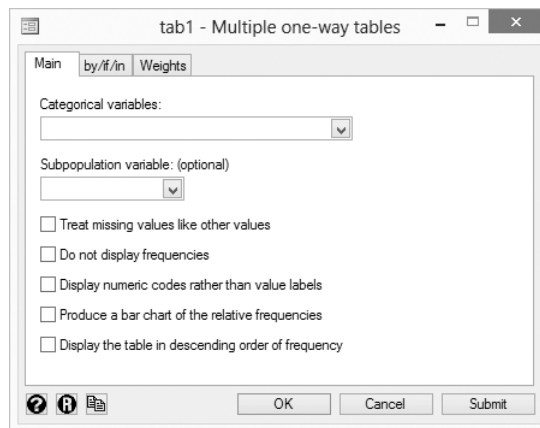 tab1 - Multiple one-way tables
Main by/if/in Weights
Categorical variables:
Subpopulation variable: (optional)
Treat missing values like other values
Do not display frequencies
Display numeric codes rather than value labels
Produce a bar chart of the relative frequencies
Display the table in descending order of frequency
? R OK Cancel Submit